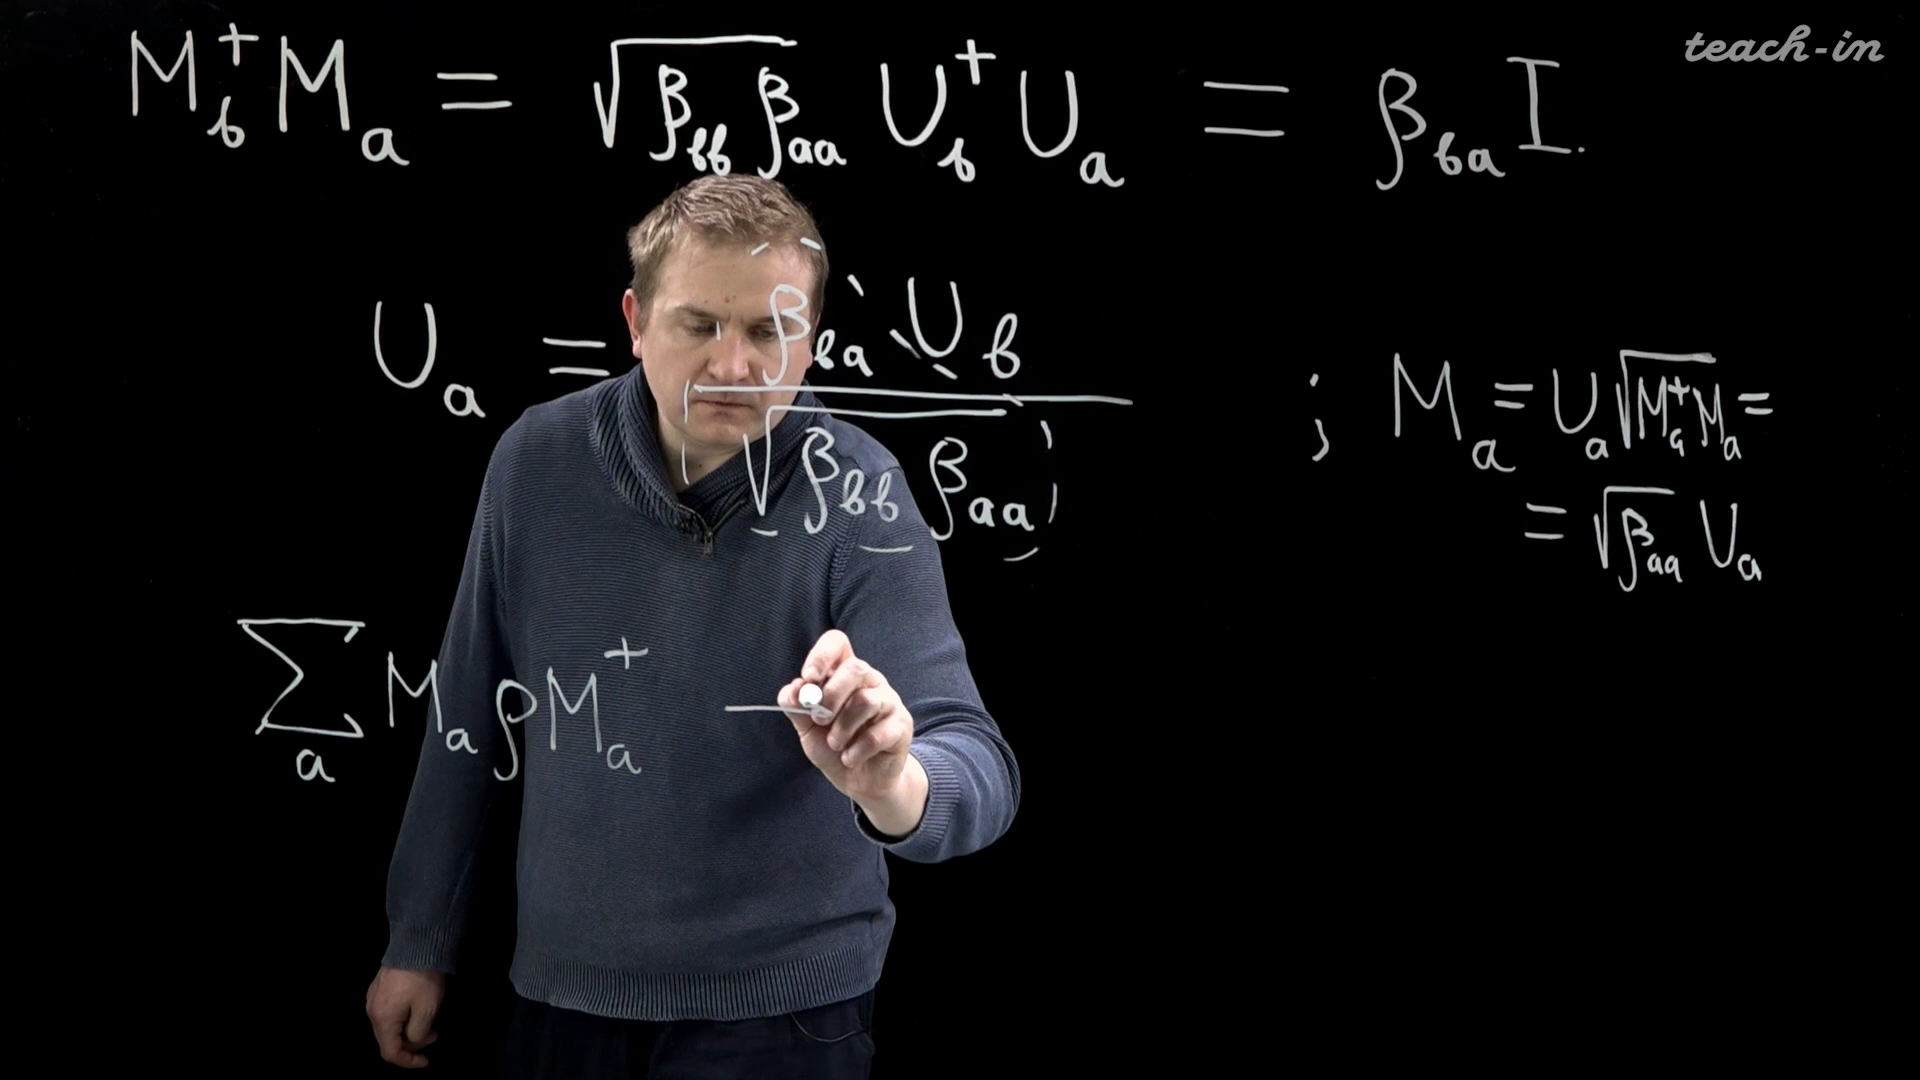 teach-in
M_b^+ M_a = √(β_bb β_aa) U_b^+ U_a = β_ba I.
U_a = β_ba U_b / √(β_bb β_aa) ; M_a = U_a √(M_a^+ M_a) =
= √β_aa U_a
∑_a M_a ρ M_a^+ —